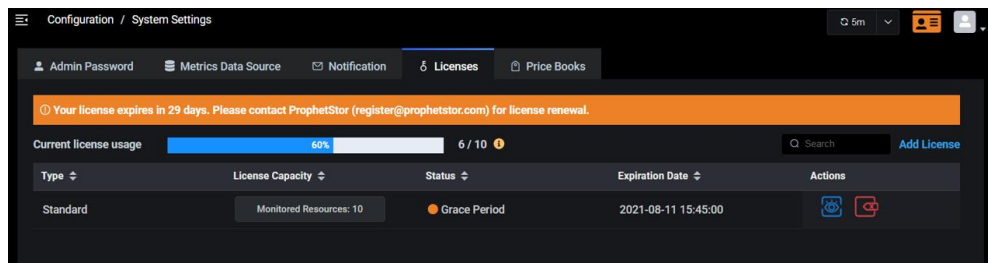 Configuration / System Settings
5m
Admin Password
Metrics Data Source
Notification
Licenses
Price Books
Your license expires in 29 days. Please contact ProphetStor (register@prophetstor.com) for license renewal.
Current license usage
60%
6 / 10
Search
Add License
Type
License Capacity
Status
Expiration Date
Actions
Standard
Monitored Resources: 10
Grace Period
2021-08-11 15:45:00